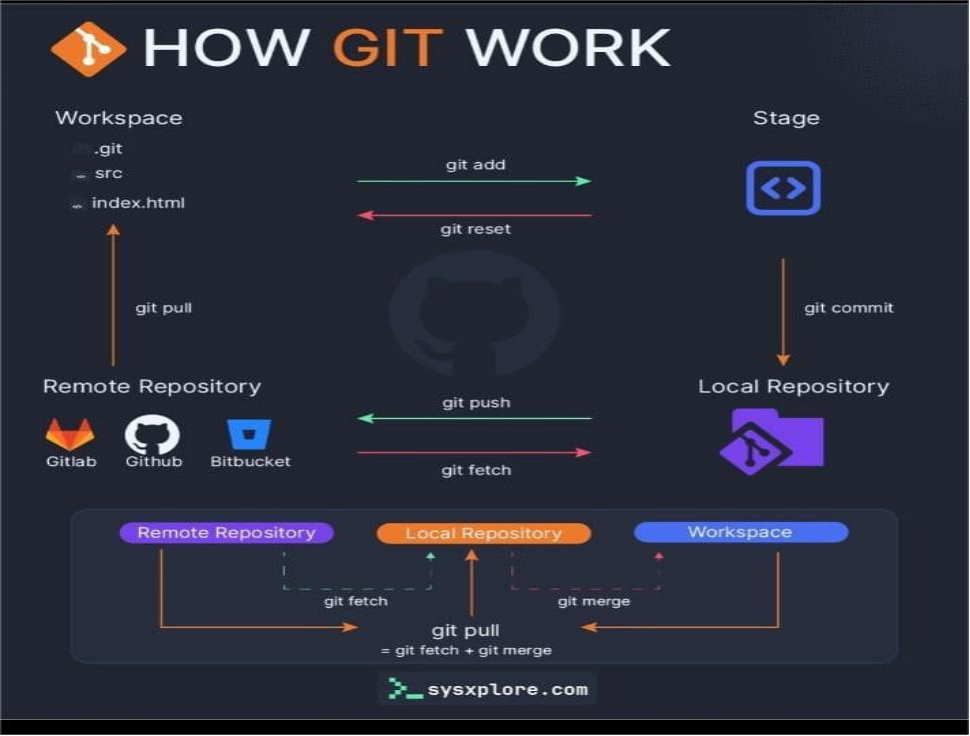 HOW GIT WORK
Workspace
Stage
.git
src
index.html
git add
git reset
git pull
git commit
Remote Repository
Local Repository
git push
git fetch
Gitlab
Github
Bitbucket
Remote Repository
Local Repository
Workspace
git fetch
git merge
git pull
= git fetch + git merge
>_sysxplore.com